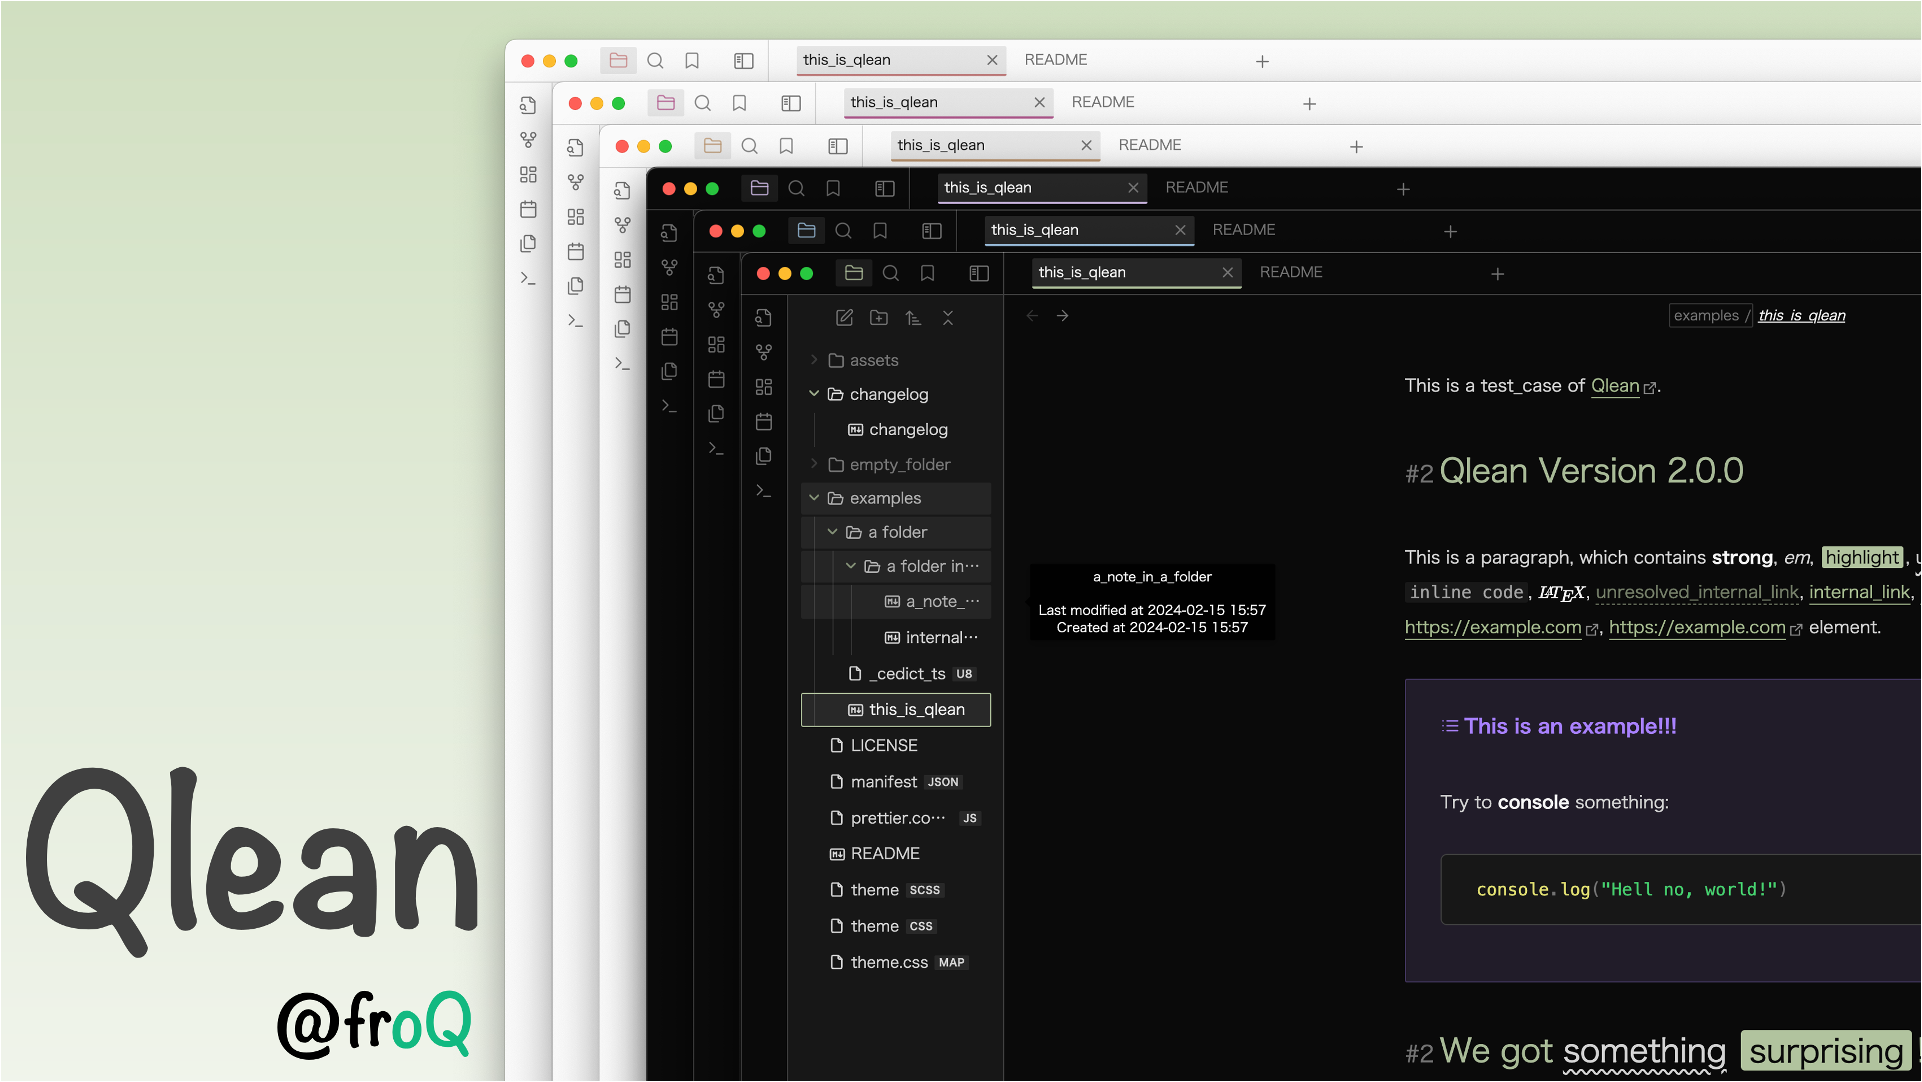 this_is_qlean README
this_is_qlean README
this_is_qlean README
this_is_qlean README
this_is_qlean README
this_is_qlean README
examples / this_is_qlean
assets
changelog
changelog
empty_folder
examples
a folder
a folder in···
a_note_···
internal···
_cedict_ts U8
this_is_qlean
LICENSE
manifest JSON
prettier.co··· JS
README
theme SCSS
theme CSS
theme.css MAP
a_note_in_a_folder
Last modified at 2024-02-15 15:57
Created at 2024-02-15 15:57
This is a test_case of Qlean.
#2 Qlean Version 2.0.0
This is a paragraph, which contains strong, em, highlight,
inline code, LATEX, unresolved_internal_link, internal_link,
https://example.com, https://example.com element.
This is an example!!!
Try to console something:
console.log("Hell no, world!")
#2 We got something surprising
Qlean
@froQ